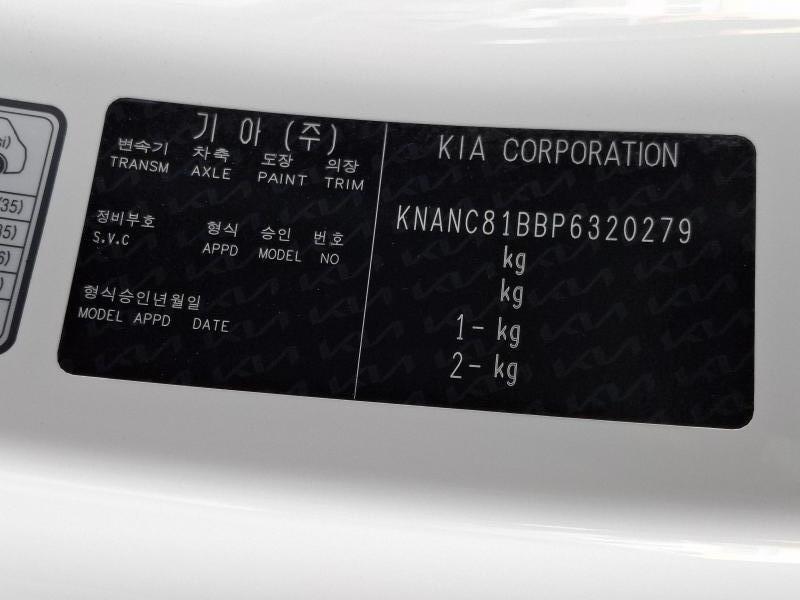 기 아 (주)
변속기 차축 도장 의장
TRANSM AXLE PAINT TRIM
정비부호 형식 승인 번호
S.V.C APPD MODEL NO
형식승인년월일
MODEL APPD DATE
KIA CORPORATION
KNANC81BBP6320279
kg
kg
1- kg
2- kg
35)
35)